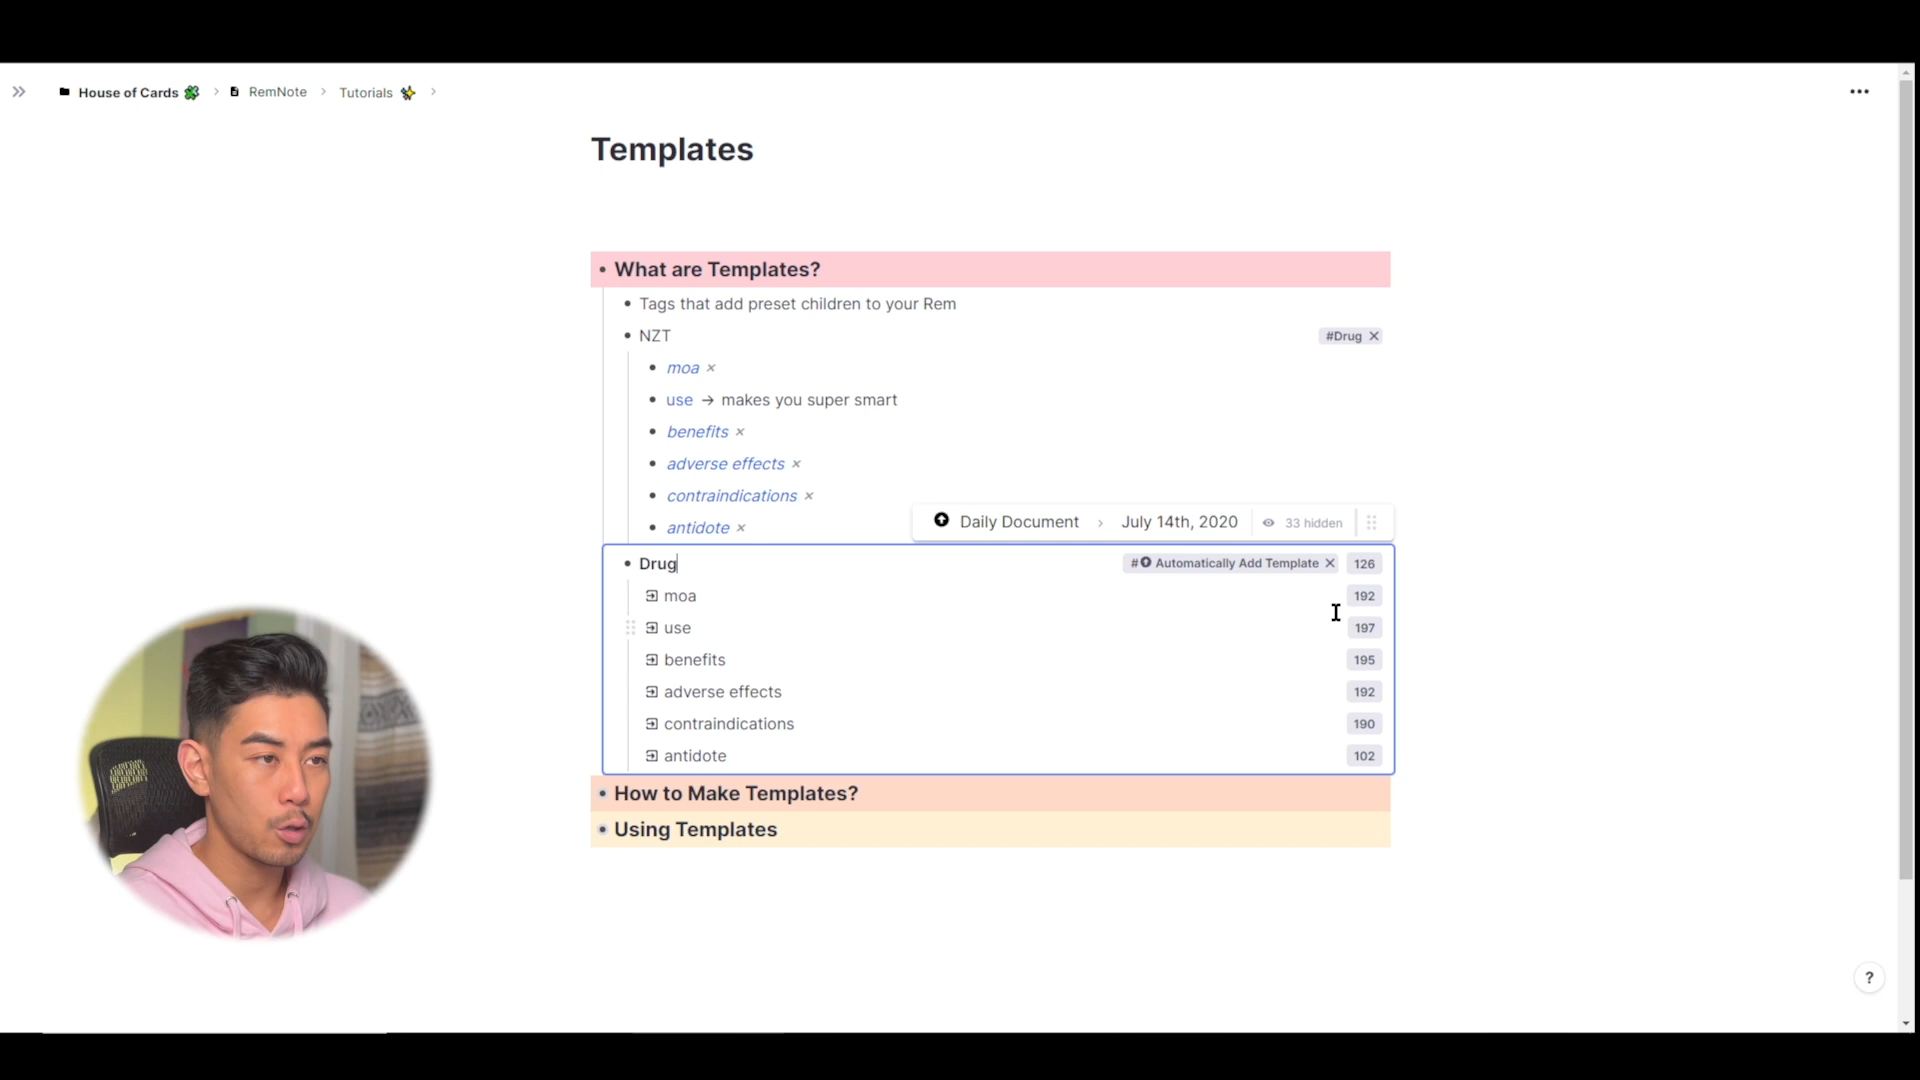 House of Cards > RemNote > Tutorials >
Templates
What are Templates?
Tags that add preset children to your Rem
NZT #Drug ×
moa ×
use → makes you super smart
benefits ×
adverse effects ×
contraindications ×
antidote ×
Daily Document > July 14th, 2020 33 hidden
Drug # Automatically Add Template × 126
moa 192
use 197
benefits 195
adverse effects 192
contraindications 190
antidote 102
How to Make Templates?
Using Templates
?